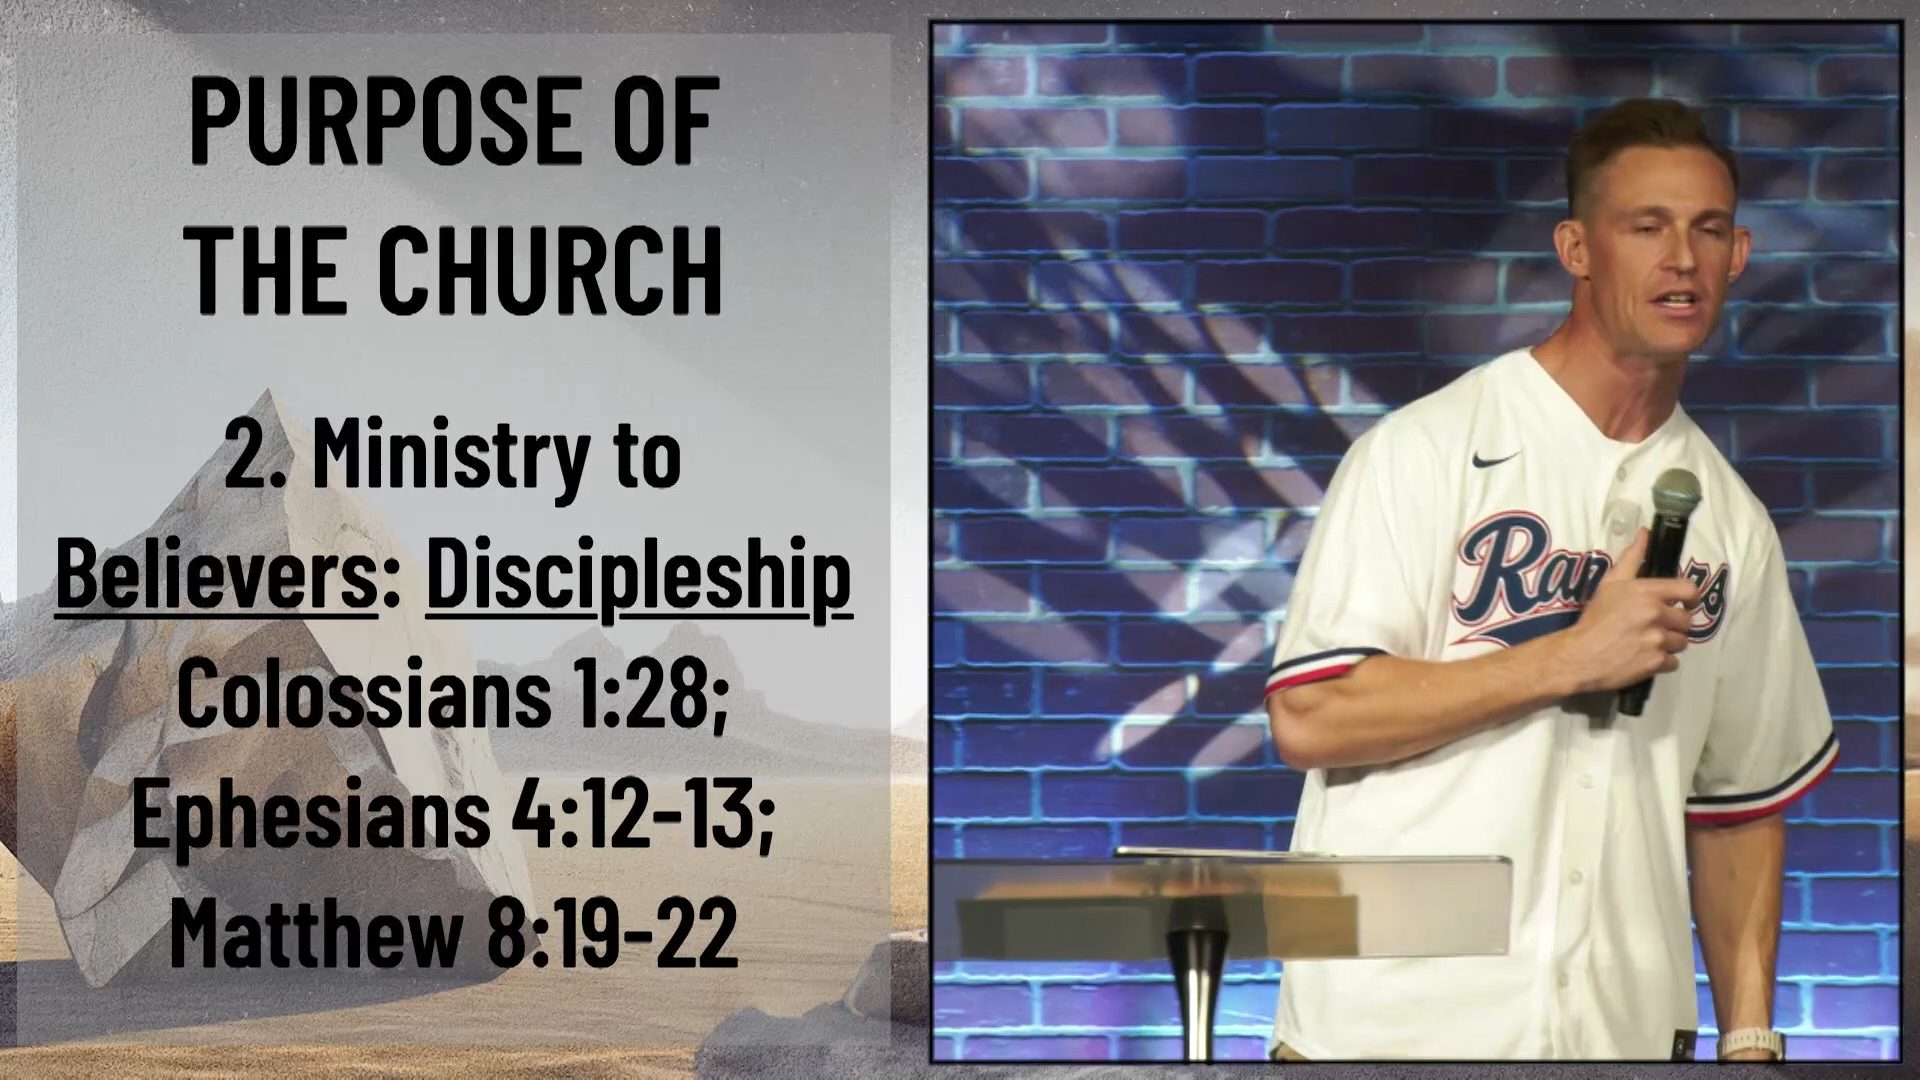 PURPOSE OF
THE CHURCH
2. Ministry to
Believers: Discipleship
Colossians 1:28;
Ephesians 4:12-13;
Matthew 8:19-22